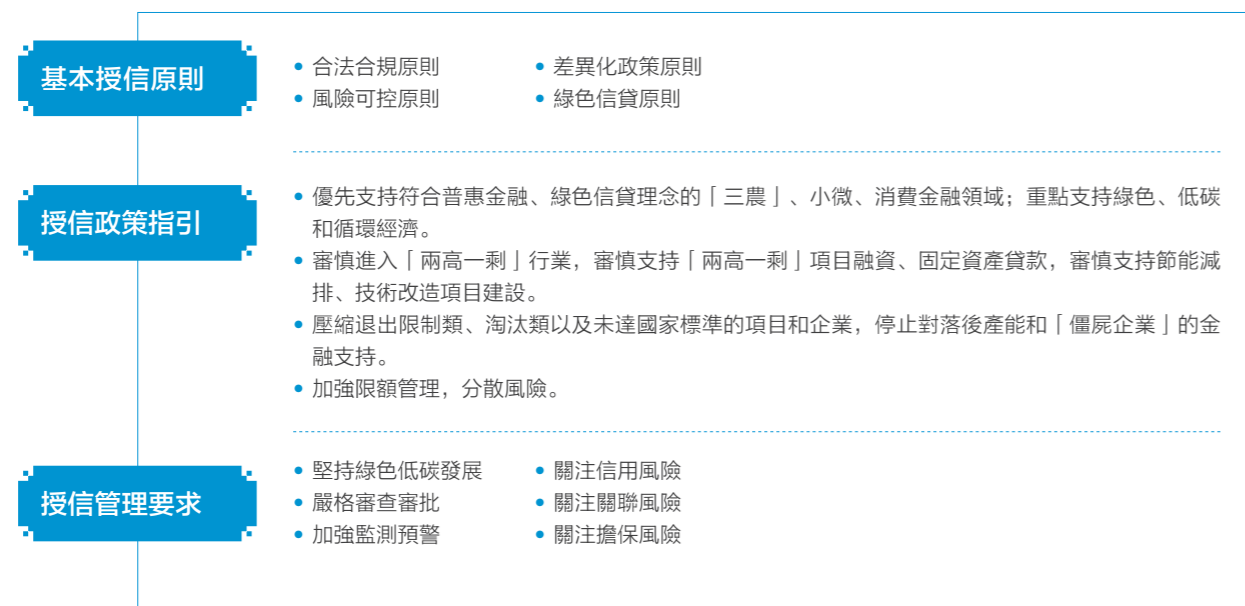 基本授信原則
• 合法合規原則
• 差異化政策原則
• 風險可控原則
• 綠色信貸原則
授信政策指引
• 優先支持符合普惠金融、綠色信貸理念的「三農」、小微、消費金融領域；重點支持綠色、低碳
和循環經濟。
• 審慎進入「兩高一剩」行業，審慎支持「兩高一剩」項目融資、固定資產貸款，審慎支持節能減
排、技術改造項目建設。
• 壓縮退出限制類、淘汰類以及未達國家標準的項目和企業，停止對落後產能和「僵屍企業」的金
融支持。
• 加強限額管理，分散風險。
授信管理要求
• 堅持綠色低碳發展
• 關注信用風險
• 嚴格審查審批
• 關注關聯風險
• 加強監測預警
• 關注擔保風險